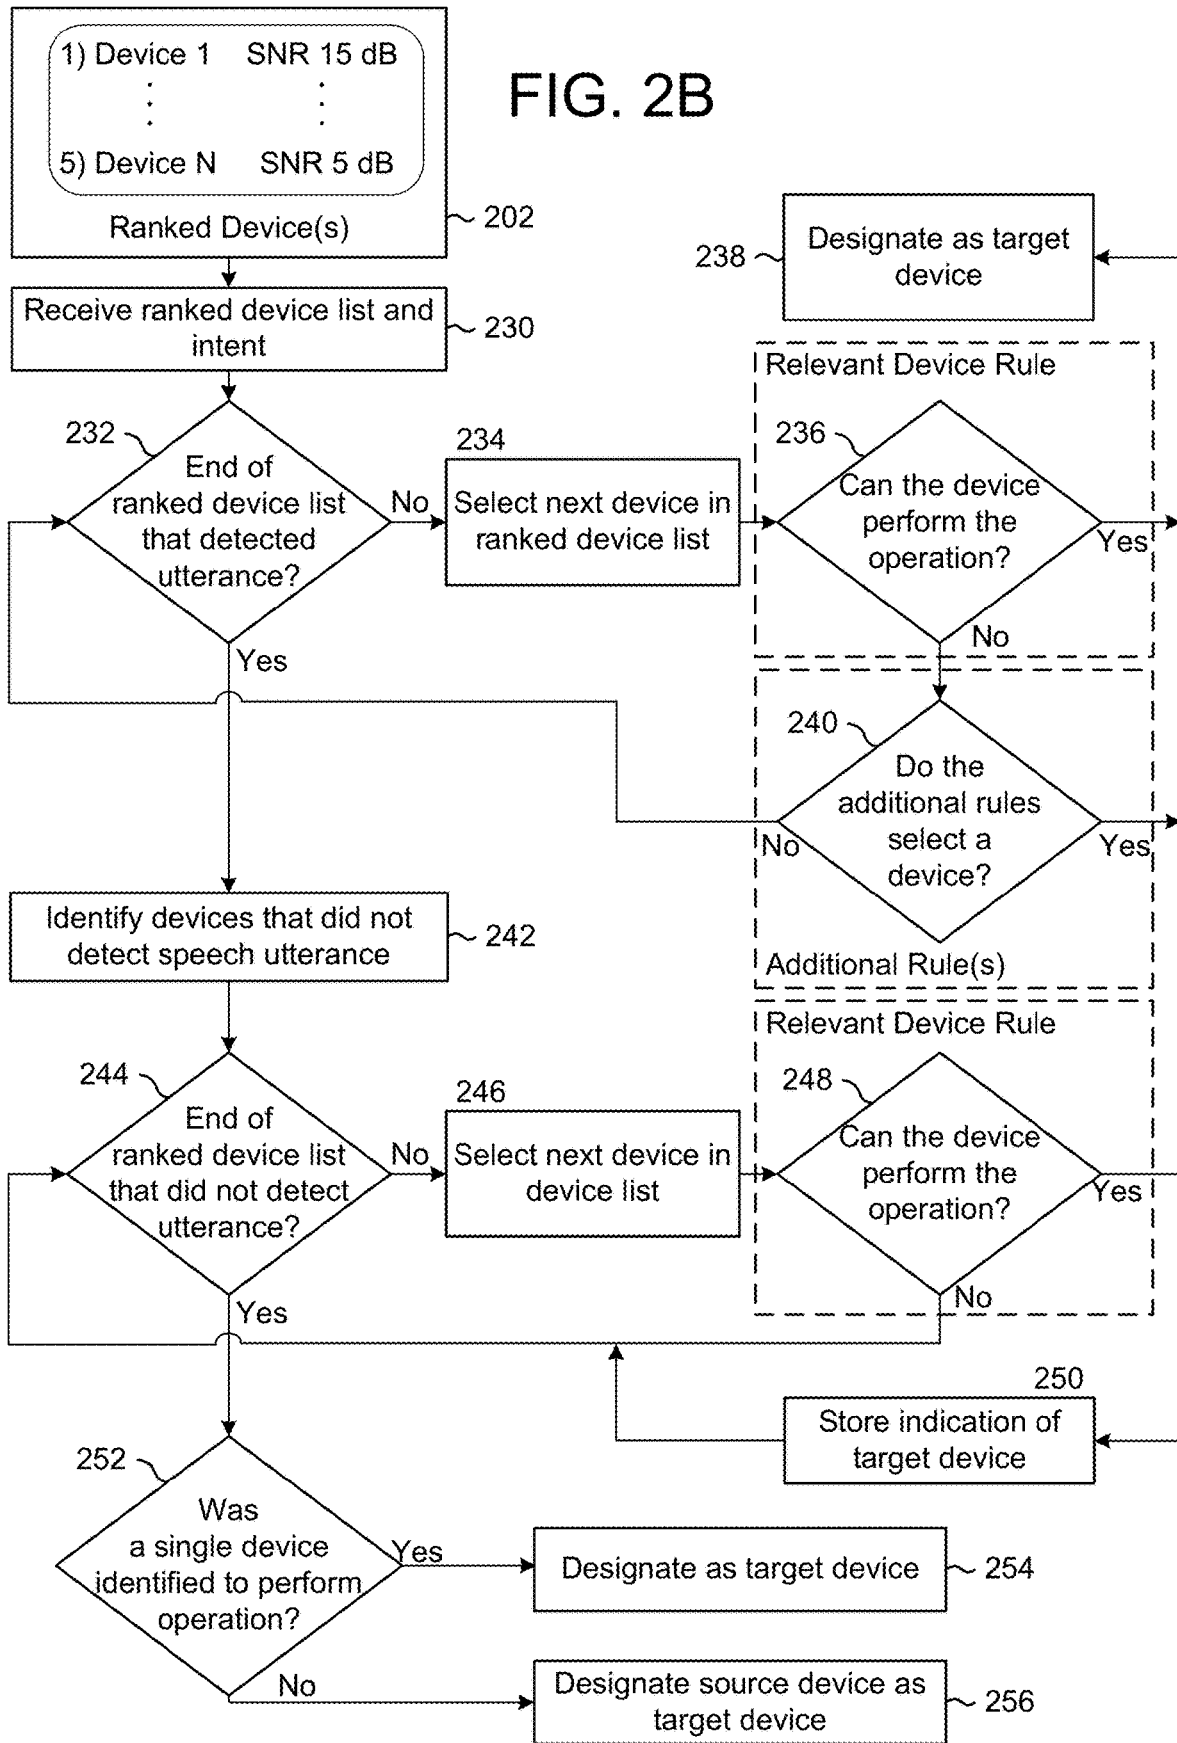 1) Device 1 SNR 15 dB
5) Device N SNR 5 dB
Ranked Device(s)
202
FIG. 2B
Designate as target
device
238
Receive ranked device list and
intent
230
232
End of
ranked device list
that detected
utterance?
No
Yes
234
Select next device in
ranked device list
Relevant Device Rule
236
Can the device
perform the
operation?
Yes
No
240
Do the
additional rules
select a
device?
No
Yes
Additional Rule(s)
Identify devices that did not
detect speech utterance
242
244
End of
ranked device list
that did not detect
utterance?
No
Yes
246
Select next device in
device list
Relevant Device Rule
248
Can the device
perform the
operation?
Yes
No
250
Store indication of
target device
252
Was
a single device
identified to perform
operation?
Yes
No
Designate as target device
254
Designate source device as
target device
256